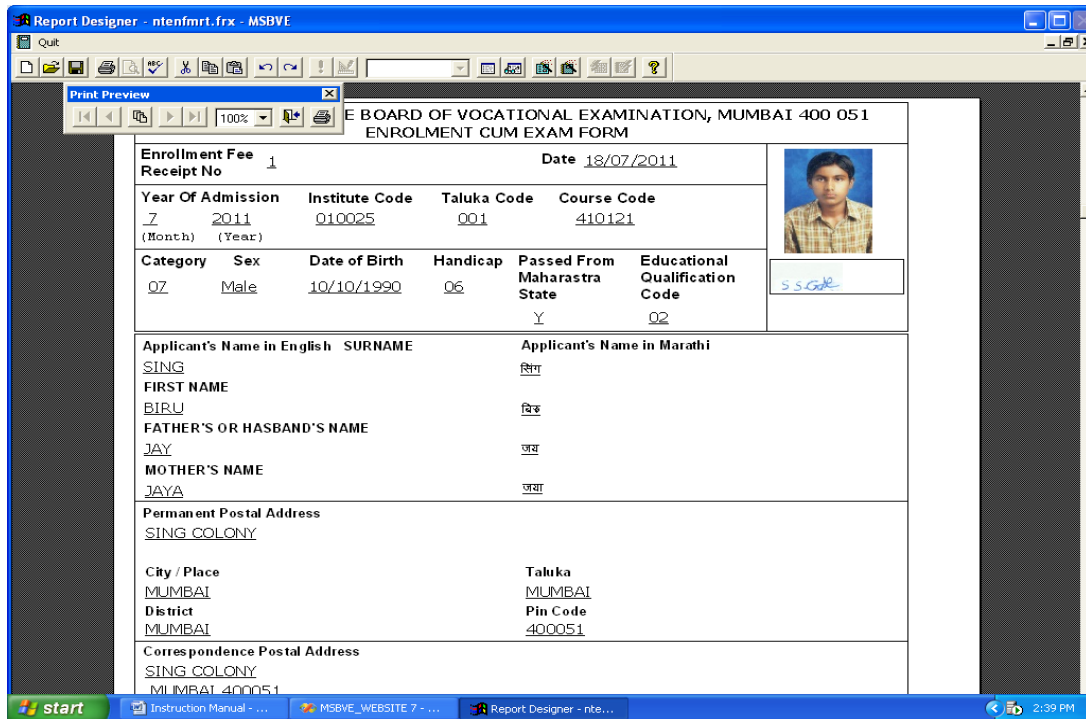 Report Designer - ntenfmrt.frx - MSBVE
Quit
Print Preview
100%
E BOARD OF VOCATIONAL EXAMINATION, MUMBAI 400 051
ENROLMENT CUM EXAM FORM
Enrollment Fee Receipt No 1 Date 18/07/2011
Year Of Admission Institute Code Taluka Code Course Code
7 2011 010025 001 410121
(Month) (Year)
Category Sex Date of Birth Handicap Passed From Maharastra State Educational Qualification Code
07 Male 10/10/1990 06 Y 02
Applicant's Name in English SURNAME Applicant's Name in Marathi
SING सिंग
FIRST NAME
BIRU बिरु
FATHER'S OR HASBAND'S NAME
JAY जय
MOTHER'S NAME
JAYA जया
Permanent Postal Address
SING COLONY
City / Place Taluka
MUMBAI MUMBAI
District Pin Code
MUMBAI 400051
Correspondence Postal Address
SING COLONY
MUMBAI 400051
start Instruction Manual - ... MSBVE_WEBSITE 7 - ... Report Designer - nte... 2:39 PM